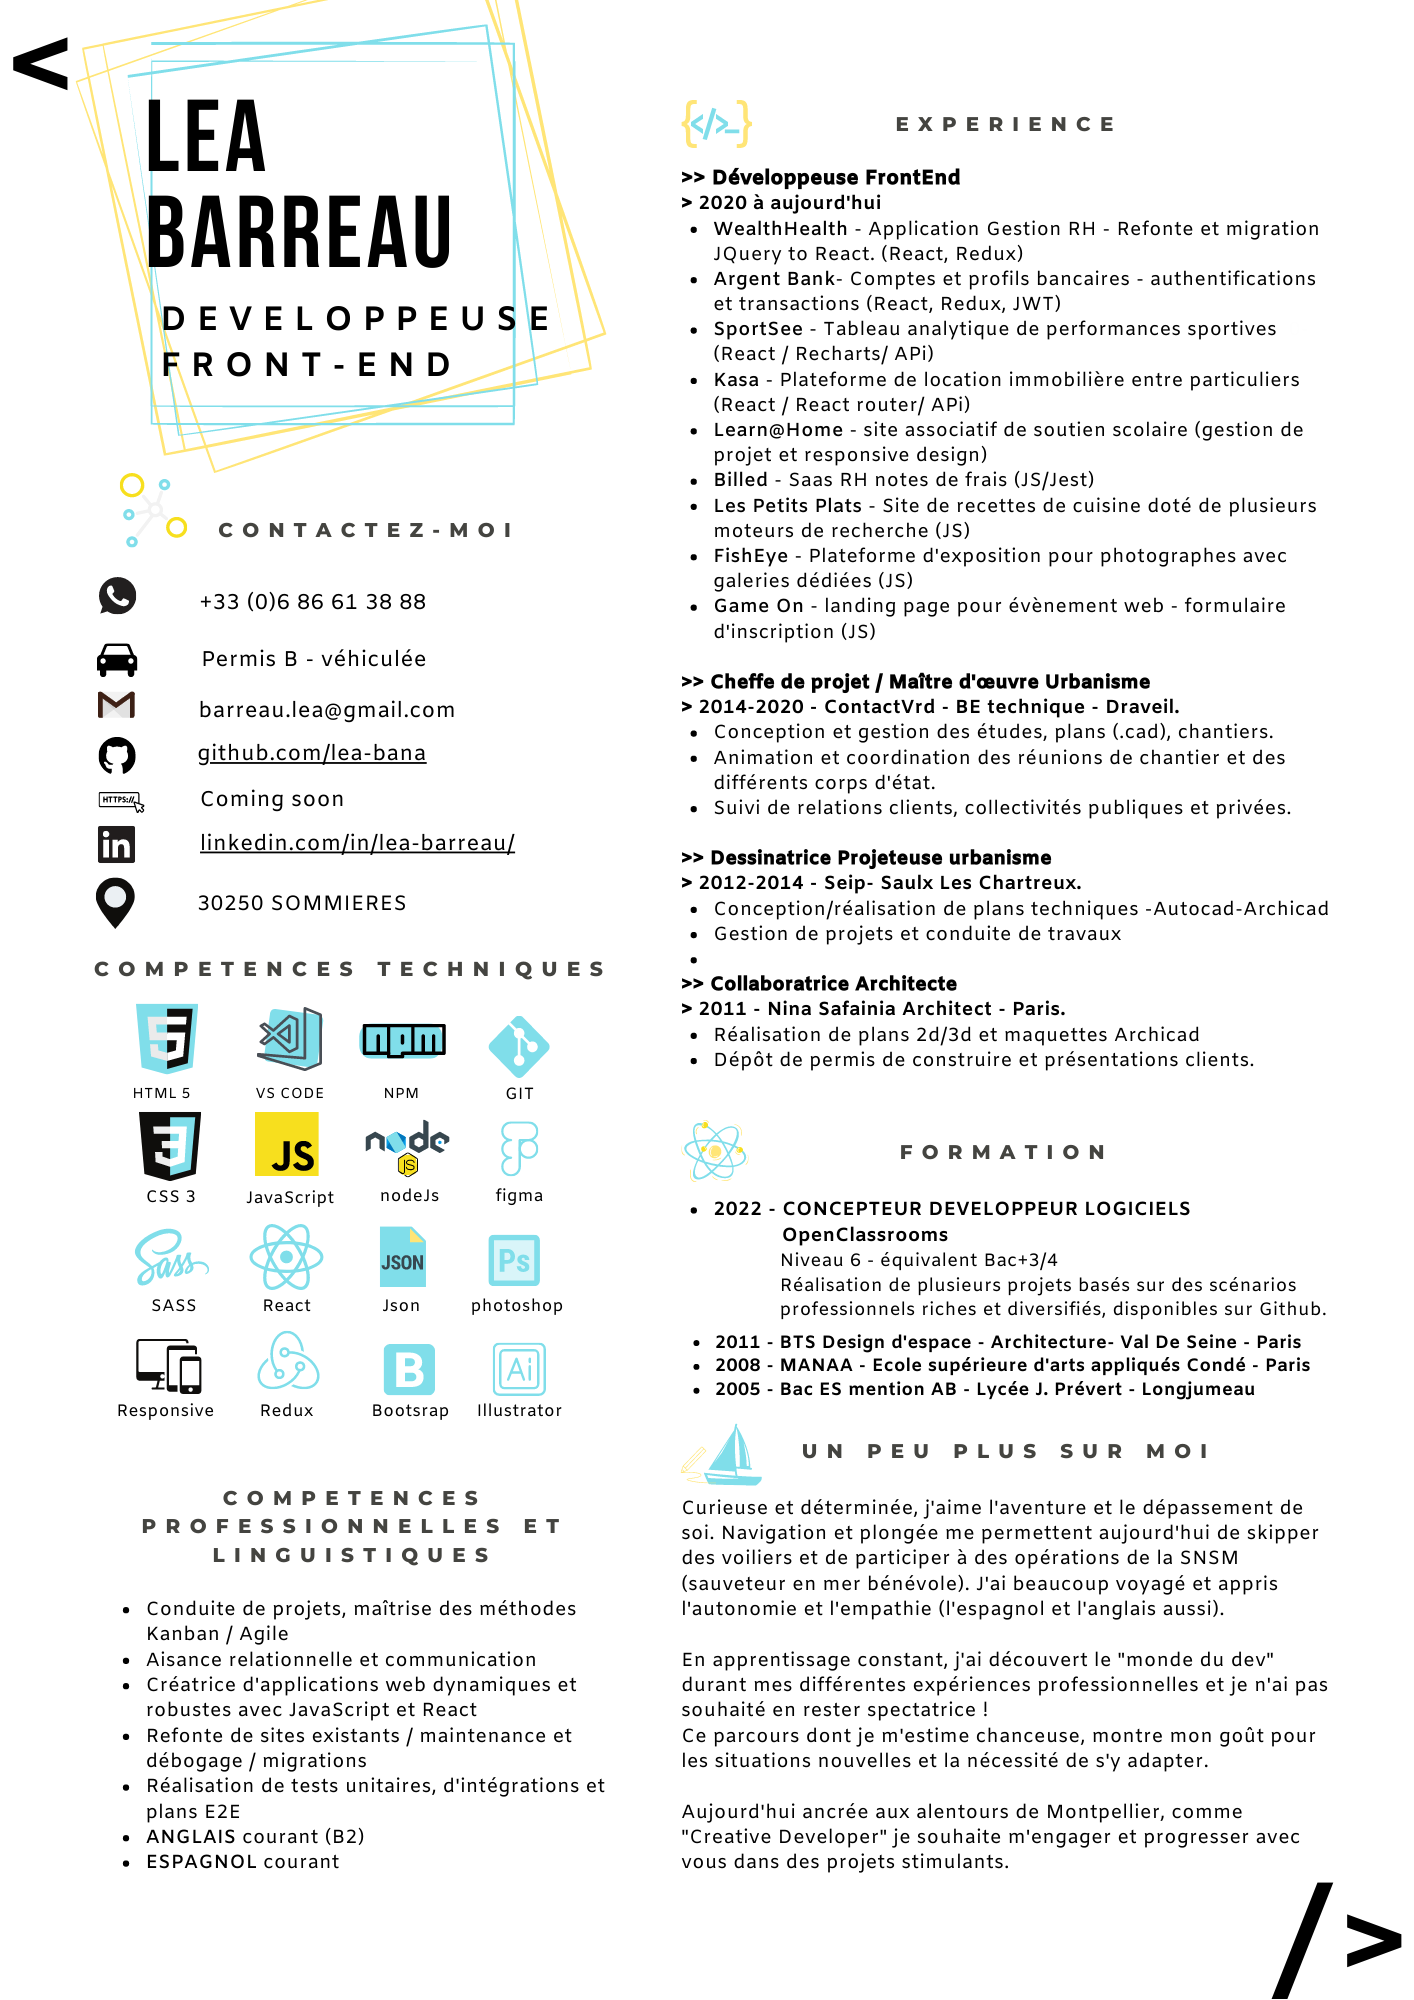 <
LEA
BARREAU
DEVELOPPEUSE
FRONT-END
CONTACTEZ-MOI
+33 (0)6 86 61 38 88
Permis B - véhiculée
barreau.lea@gmail.com
github.com/lea-bana
HTTPS://
Coming soon
in
linkedin.com/in/lea-barreau/
30250 SOMMIERES
COMPETENCES TECHNIQUES
5
npm
HTML 5
VS CODE
NPM
GIT
3
JS
node
JS
CSS 3
JavaScript
nodeJs
figma
Sass
JSON
Ps
SASS
React
Json
photoshop
B
Ai
Responsive
Redux
Bootsrap
Illustrator
COMPETENCES
PROFESSIONNELLES ET
LINGUISTIQUES
• Conduite de projets, maîtrise des méthodes
Kanban / Agile
• Aisance relationnelle et communication
• Créatrice d'applications web dynamiques et
robustes avec JavaScript et React
• Refonte de sites existants / maintenance et
débogage / migrations
• Réalisation de tests unitaires, d'intégrations et
plans E2E
• ANGLAIS courant (B2)
• ESPAGNOL courant
{</>_}
EXPERIENCE
>> Développeuse FrontEnd
> 2020 à aujourd'hui
• WealthHealth - Application Gestion RH - Refonte et migration
JQuery to React. (React, Redux)
• Argent Bank- Comptes et profils bancaires - authentifications
et transactions (React, Redux, JWT)
• SportSee - Tableau analytique de performances sportives
(React / Recharts/ APi)
• Kasa - Plateforme de location immobilière entre particuliers
(React / React router/ APi)
• Learn@Home - site associatif de soutien scolaire (gestion de
projet et responsive design)
• Billed - Saas RH notes de frais (JS/Jest)
• Les Petits Plats - Site de recettes de cuisine doté de plusieurs
moteurs de recherche (JS)
• FishEye - Plateforme d'exposition pour photographes avec
galeries dédiées (JS)
• Game On - landing page pour évènement web - formulaire
d'inscription (JS)
>> Cheffe de projet / Maître d'œuvre Urbanisme
> 2014-2020 - ContactVrd - BE technique - Draveil.
• Conception et gestion des études, plans (.cad), chantiers.
• Animation et coordination des réunions de chantier et des
différents corps d'état.
• Suivi de relations clients, collectivités publiques et privées.
>> Dessinatrice Projeteuse urbanisme
> 2012-2014 - Seip- Saulx Les Chartreux.
• Conception/réalisation de plans techniques -Autocad-Archicad
• Gestion de projets et conduite de travaux
•
>> Collaboratrice Architecte
> 2011 - Nina Safainia Architect - Paris.
• Réalisation de plans 2d/3d et maquettes Archicad
• Dépôt de permis de construire et présentations clients.
FORMATION
• 2022 - CONCEPTEUR DEVELOPPEUR LOGICIELS
OpenClassrooms
Niveau 6 - équivalent Bac+3/4
Réalisation de plusieurs projets basés sur des scénarios
professionnels riches et diversifiés, disponibles sur Github.
• 2011 - BTS Design d'espace - Architecture- Val De Seine - Paris
• 2008 - MANAA - Ecole supérieure d'arts appliqués Condé - Paris
• 2005 - Bac ES mention AB - Lycée J. Prévert - Longjumeau
UN PEU PLUS SUR MOI
Curieuse et déterminée, j'aime l'aventure et le dépassement de
soi. Navigation et plongée me permettent aujourd'hui de skipper
des voiliers et de participer à des opérations de la SNSM
(sauveteur en mer bénévole). J'ai beaucoup voyagé et appris
l'autonomie et l'empathie (l'espagnol et l'anglais aussi).
En apprentissage constant, j'ai découvert le "monde du dev"
durant mes différentes expériences professionnelles et je n'ai pas
souhaité en rester spectatrice !
Ce parcours dont je m'estime chanceuse, montre mon goût pour
les situations nouvelles et la nécessité de s'y adapter.
Aujourd'hui ancrée aux alentours de Montpellier, comme
"Creative Developer" je souhaite m'engager et progresser avec
vous dans des projets stimulants.
/>